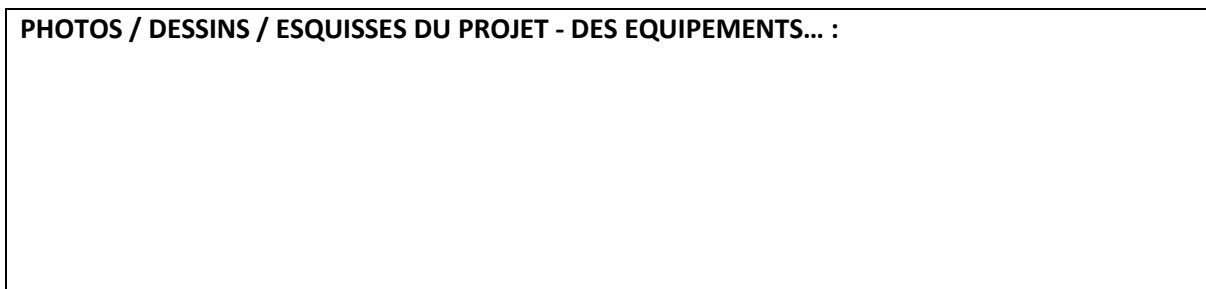 PHOTOS / DESSINS / ESQUISSES DU PROJET - DES EQUIPEMENTS… :